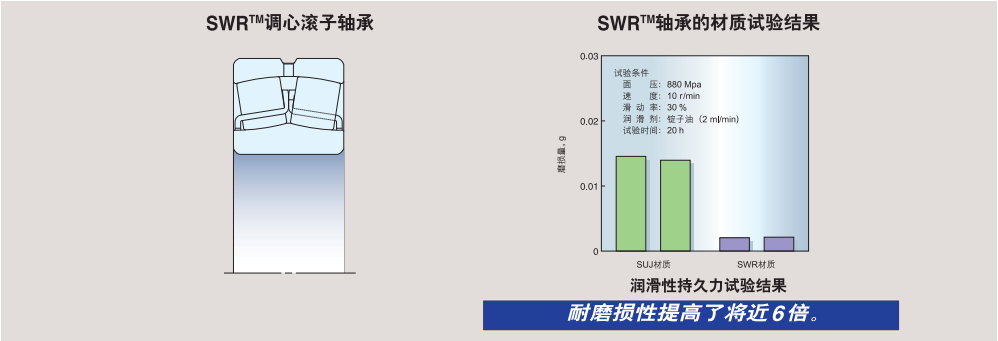 SWR™调心滚子轴承
SWR™轴承的材质试验结果
0.03
0.02
0.01
0
磨损量, g
试验条件
面 压：880 Mpa
速 度：10 r/min
滑 动 率：30 %
润 滑 剂：锭子油（2 ml/min）
试验时间：20 h
SUJ材质
SWR材质
润滑性持久力试验结果
耐磨损性提高了将近6倍。